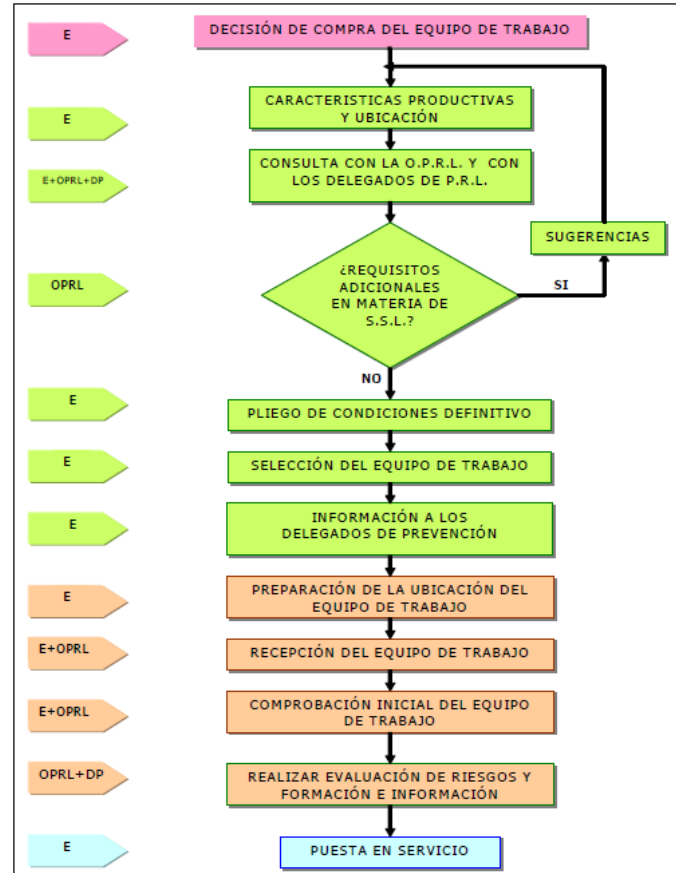 E
DECISIÓN DE COMPRA DEL EQUIPO DE TRABAJO
E
CARACTERISTICAS PRODUCTIVAS
Y UBICACIÓN
E+OPRL+DP
CONSULTA CON LA O.P.R.L. Y CON
LOS DELEGADOS DE P.R.L.
SUGERENCIAS
OPRL
¿REQUISITOS
ADICIONALES
EN MATERIA DE
S.S.L.?
SI
NO
E
PLIEGO DE CONDICIONES DEFINITIVO
E
SELECCIÓN DEL EQUIPO DE TRABAJO
E
INFORMACIÓN A LOS
DELEGADOS DE PREVENCIÓN
E
PREPARACIÓN DE LA UBICACIÓN DEL
EQUIPO DE TRABAJO
E+OPRL
RECEPCIÓN DEL EQUIPO DE TRABAJO
E+OPRL
COMPROBACIÓN INICIAL DEL EQUIPO
DE TRABAJO
OPRL+DP
REALIZAR EVALUACIÓN DE RIESGOS Y
FORMACIÓN E INFORMACIÓN
E
PUESTA EN SERVICIO